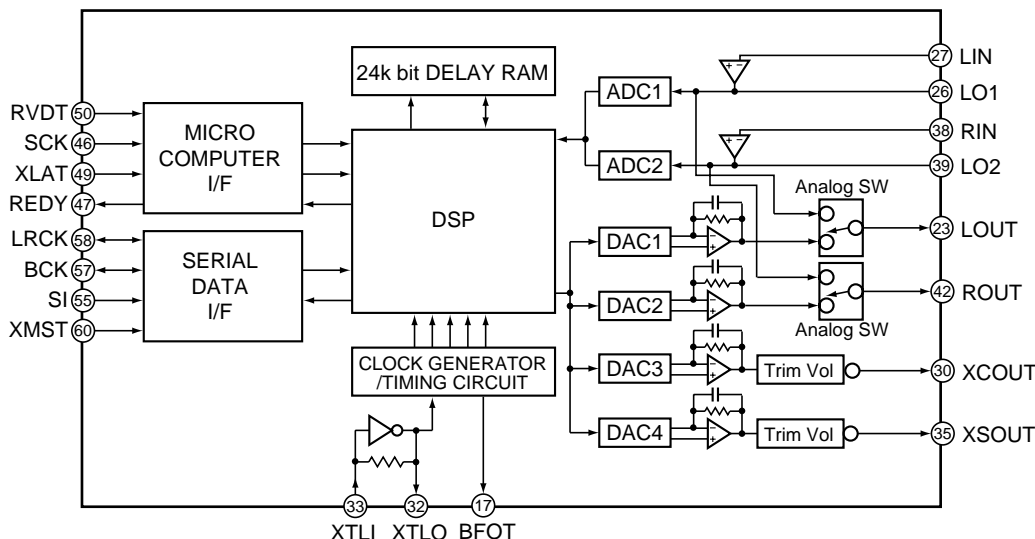 24k bit DELAY RAM
27 LIN
ADC1
26 LO1
RVDT 50
38 RIN
SCK 46
MICRO
COMPUTER
I/F
XLAT 49
REDY 47
ADC2
39 LO2
Analog SW
DSP
LRCK 58
BCK 57
SI 55
XMST 60
SERIAL
DATA
I/F
DAC1
- +
23 LOUT
DAC2
- +
42 ROUT
Analog SW
CLOCK GENERATOR
/TIMING CIRCUIT
DAC3
- +
Trim Vol
30 XCOUT
DAC4
- +
Trim Vol
35 XSOUT
+ -
+ -
33
32
17
XTLI
XTLO
BFOT